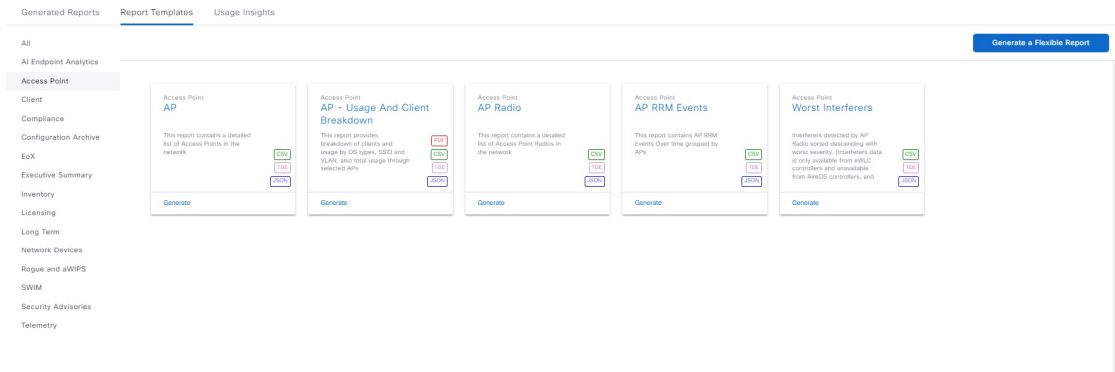 Generated Reports Report Templates Usage Insights
Generate a Flexible Report
All
AI Endpoint Analytics
Access Point
Client
Compliance
Configuration Archive
EoX
Executive Summary
Inventory
Licensing
Long Term
Network Devices
Rogue and aWIPS
SWIM
Security Advisories
Telemetry
Access Point
AP
This report contains a detailed
list of Access Points in the
network
CSV
TDE
JSON
Generate
Access Point
AP - Usage And Client
Breakdown
This report provides
breakdown of clients and
usage by OS types, SSID and
VLAN, also total usage through
selected APs
PDF
CSV
TDE
JSON
Generate
Access Point
AP Radio
This report contains a detailed
list of Access Point Radios in
the network
CSV
TDE
JSON
Generate
Access Point
AP RRM Events
This report contains AP RRM
Events Over time grouped by
APs
CSV
TDE
JSON
Generate
Access Point
Worst Interferers
Interferers detected by AP
Radio sorted descending with
worst severity. (Interferers data
is only available from eWLC
controllers and unavailable
from AireOS controllers, and
CSV
TDE
JSON
Generate